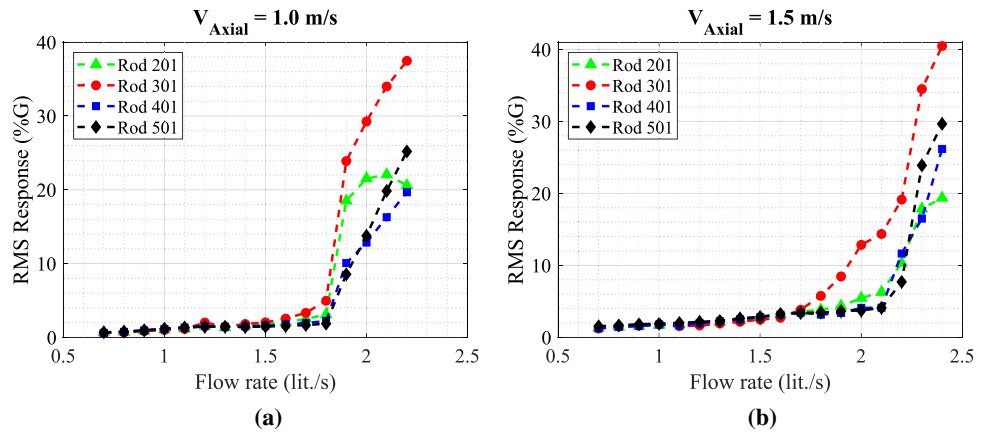 V_Axial = 1.0 m/s
RMS Response (%G)
40
30
20
10
0
Rod 201
Rod 301
Rod 401
Rod 501
0.5
1
1.5
2
2.5
Flow rate (lit./s)
(a)
V_Axial = 1.5 m/s
RMS Response (%G)
40
30
20
10
0
Rod 201
Rod 301
Rod 401
Rod 501
0.5
1
1.5
2
2.5
Flow rate (lit./s)
(b)